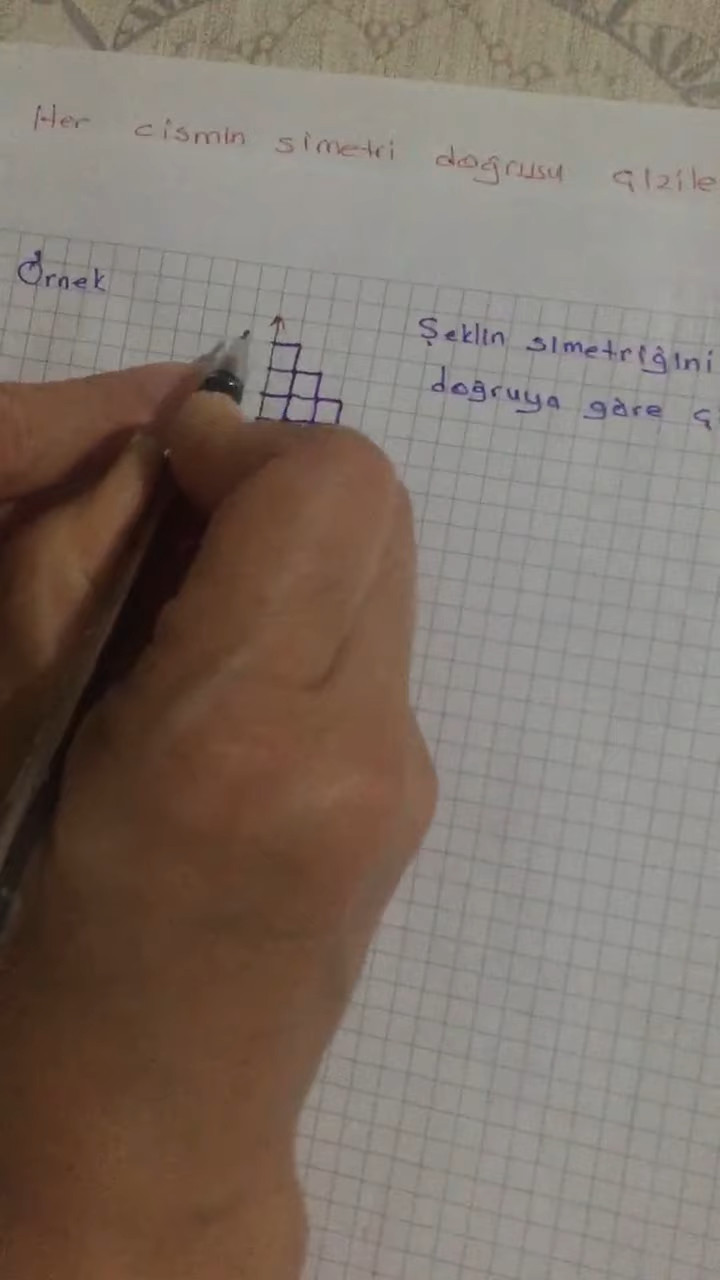 Her cismin simetri doğrusu çizile
Örnek
Şeklin simetriğini
doğruya göre ç